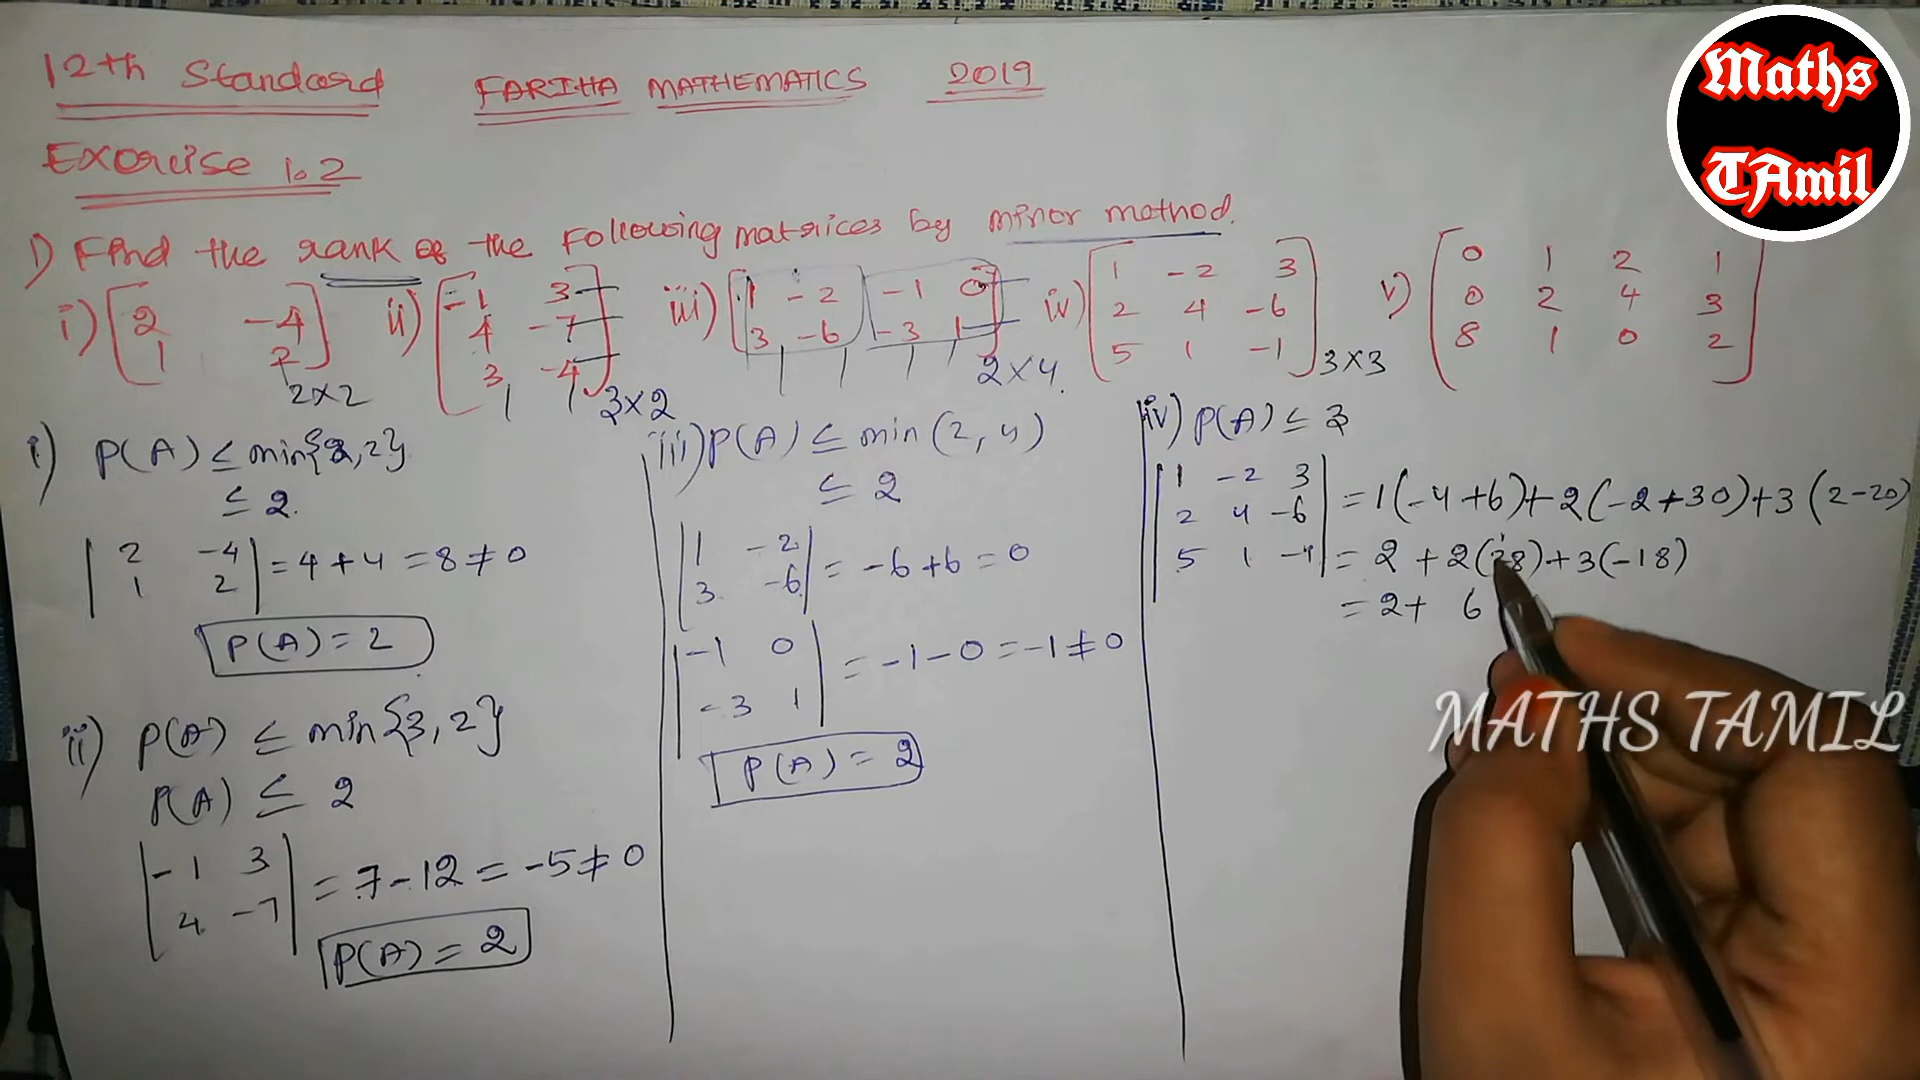 12th Standard FARITHA MATHEMATICS 2019
Maths
TAmil
Exercise 1.2
1) Find the rank of the following matrices by minor method.
i) [2 -4
1 2] 2×2
ii) [-1 3
4 -7
3 -4] 3×2
iii) [1 -2 -1 0
3 -6 -3 1] 2×4
iv) [1 -2 3
2 4 -6
5 1 -1] 3×3
v) [0 1 2 1
0 2 4 3
8 1 0 2]
i) P(A) ≤ min{2,2}
≤ 2.
|2 -4
1 2| = 4+4 = 8 ≠ 0
P(A) = 2
ii) P(A) ≤ min{3,2}
P(A) ≤ 2
|-1 3
4 -7| = 7-12 = -5 ≠ 0
P(A) = 2
iii) P(A) ≤ min(2,4)
≤ 2
|1 -2
3 -6| = -6+6 = 0
|-1 0
-3 1| = -1-0 = -1 ≠ 0
P(A) = 2
iv) P(A) ≤ 3
|1 -2 3
2 4 -6
5 1 -1| = 1(-4+6)+2(-2+30)+3(2-20)
= 2+2(28)+3(-18)
= 2+ 6
MATHS TAMIL